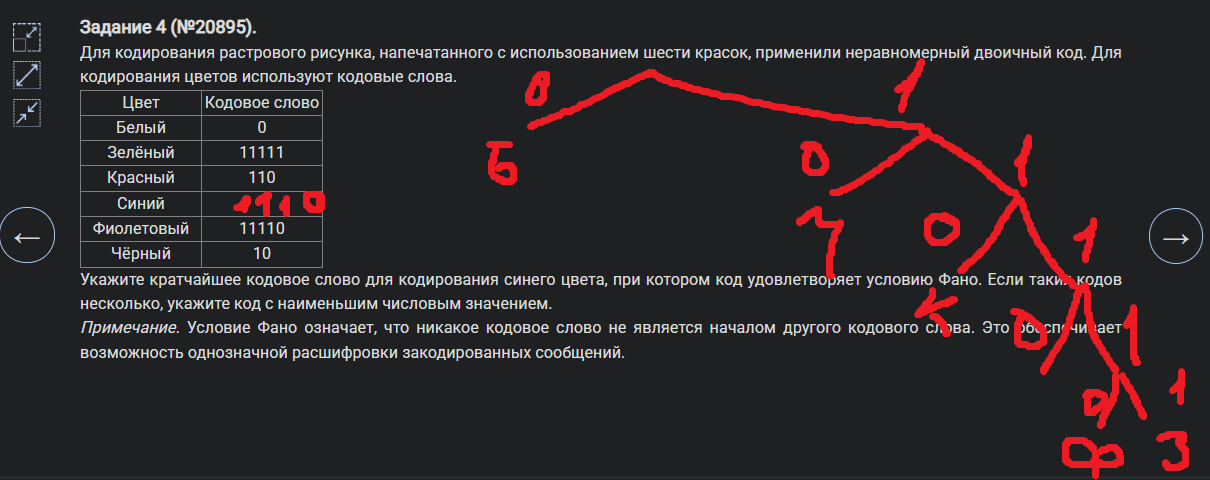 Задание 4 (№20895).
Для кодирования растрового рисунка, напечатанного с использованием шести красок, применили неравномерный двоичный код. Для
кодирования цветов используют кодовые слова.
Цвет Кодовое слово
Белый 0
Зелёный 11111
Красный 110
Синий 1110
Фиолетовый 11110
Чёрный 10
Укажите кратчайшее кодовое слово для кодирования синего цвета, при котором код удовлетворяет условию Фано. Если таких кодов
несколько, укажите код с наименьшим числовым значением.
Примечание. Условие Фано означает, что никакое кодовое слово не является началом другого кодового слова. Это обеспечивает
возможность однозначной расшифровки закодированных сообщений.
0 1
Б 0 1
Ч 0 1
К 0 1
0 1
Ф З